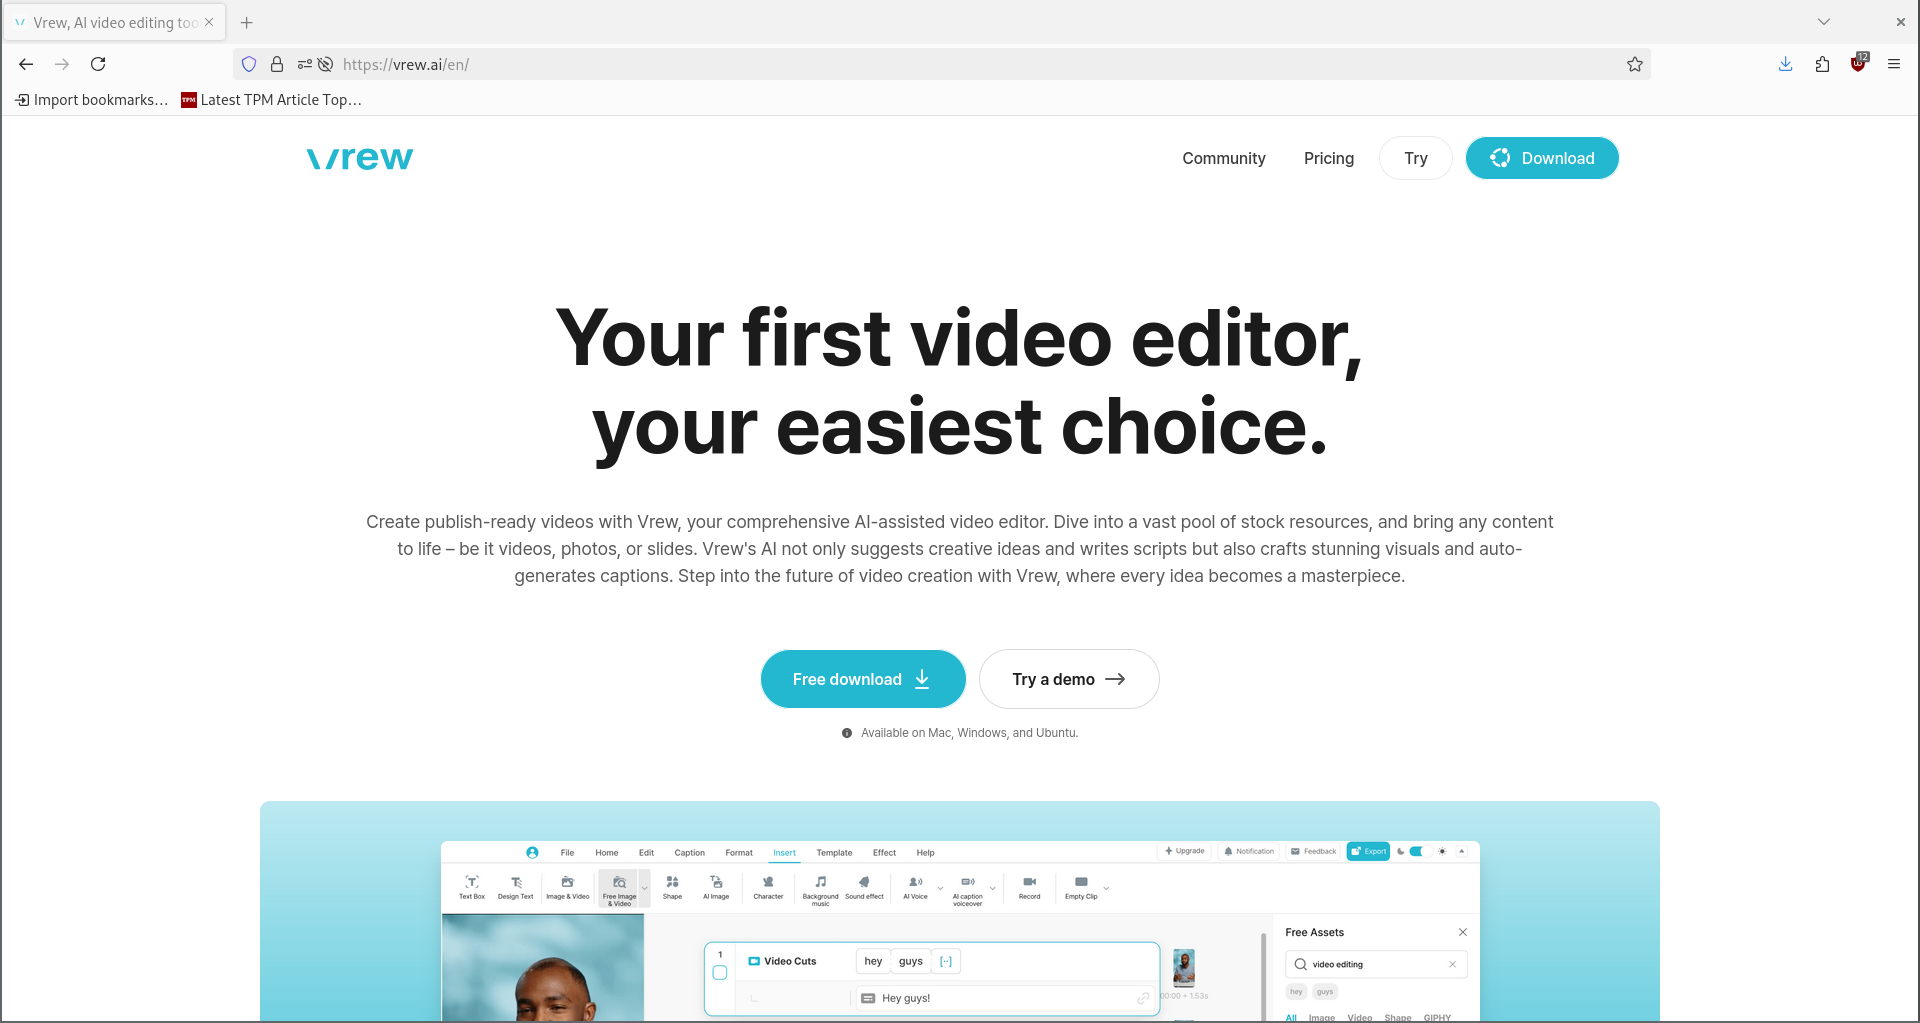 Vrew, AI video editing too
https://vrew.ai/en/
12
Import bookmarks…
TPM
Latest TPM Article Top…
vrew
Community
Pricing
Try
Download
Your first video editor,
your easiest choice.
Create publish-ready videos with Vrew, your comprehensive AI-assisted video editor. Dive into a vast pool of stock resources, and bring any content
to life – be it videos, photos, or slides. Vrew's AI not only suggests creative ideas and writes scripts but also crafts stunning visuals and auto-
generates captions. Step into the future of video creation with Vrew, where every idea becomes a masterpiece.
Free download
Try a demo
Available on Mac, Windows, and Ubuntu.
File Home Edit Caption Format Insert Template Effect Help
Upgrade Notification Feedback Export
Text Box
Design Text
Image & Video
Free Image
& Video
Shape
AI Image
Character
Background
music
Sound effect
AI Voice
AI caption
voiceover
Record
Empty Clip
1
Video Cuts
hey guys [··]
Hey guys!
00:00 + 1.53s
Free Assets
video editing
hey guys
All Image Video Shape GIPHY